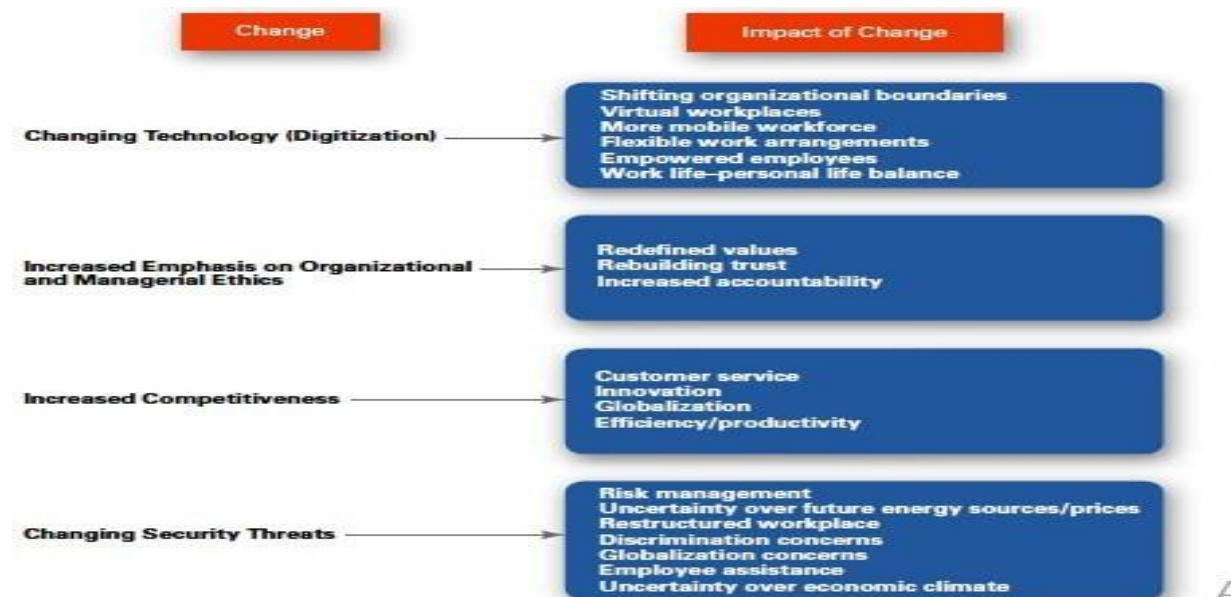 Change
Impact of Change
Changing Technology (Digitization)
Shifting organizational boundaries
Virtual workplaces
More mobile workforce
Flexible work arrangements
Empowered employees
Work life–personal life balance
Increased Emphasis on Organizational
and Managerial Ethics
Redefined values
Rebuilding trust
Increased accountability
Increased Competitiveness
Customer service
Innovation
Globalization
Efficiency/productivity
Changing Security Threats
Risk management
Uncertainty over future energy sources/prices
Restructured workplace
Discrimination concerns
Globalization concerns
Employee assistance
Uncertainty over economic climate